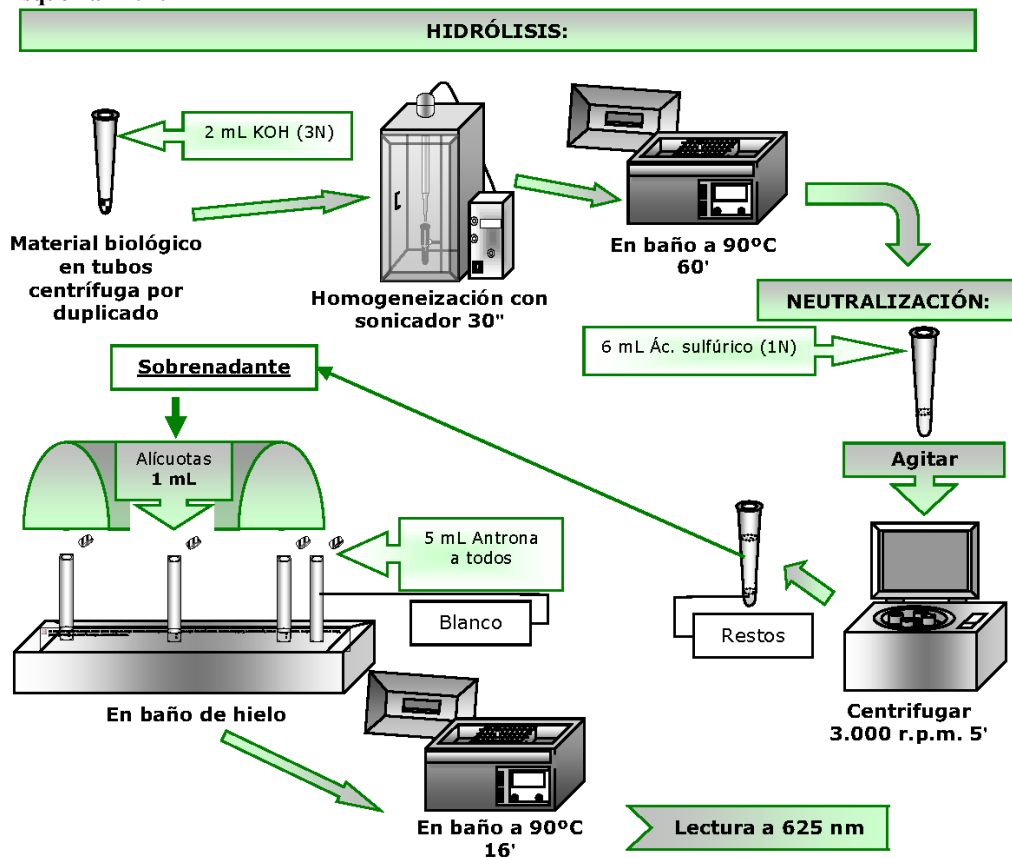 HIDRÓLISIS:
2 mL KOH (3N)
Material biológico
en tubos
centrífuga por
duplicado
Homogeneización con
sonicador 30"
En baño a 90ºC
60'
NEUTRALIZACIÓN:
6 mL Ác. sulfúrico (1N)
Agitar
Centrifugar
3.000 r.p.m. 5'
Restos
Sobrenadante
Alícuotas
1 mL
5 mL Antrona
a todos
Blanco
En baño de hielo
En baño a 90ºC
16'
Lectura a 625 nm